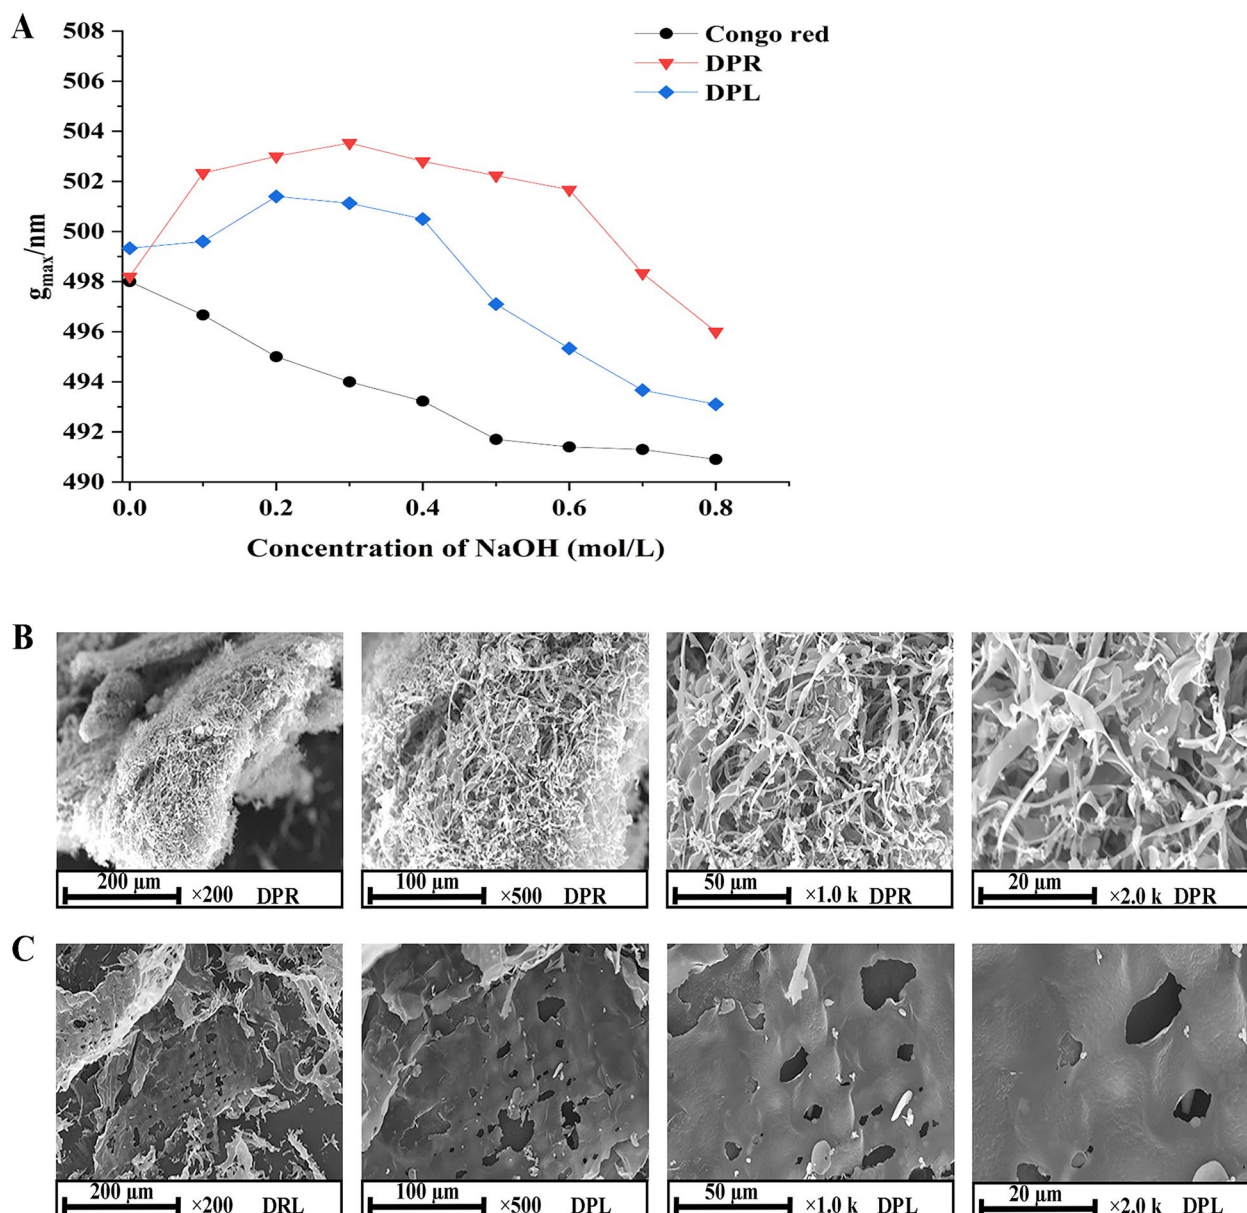 A
508
506
504
502
500
498
496
494
492
490
g_max/nm
Congo red
DPR
DPL
0.0 0.2 0.4 0.6 0.8
Concentration of NaOH (mol/L)
B
200 μm ×200 DPR
100 μm ×500 DPR
50 μm ×1.0 k DPR
20 μm ×2.0 k DPR
C
200 μm ×200 DRL
100 μm ×500 DPL
50 μm ×1.0 k DPL
20 μm ×2.0 k DPL